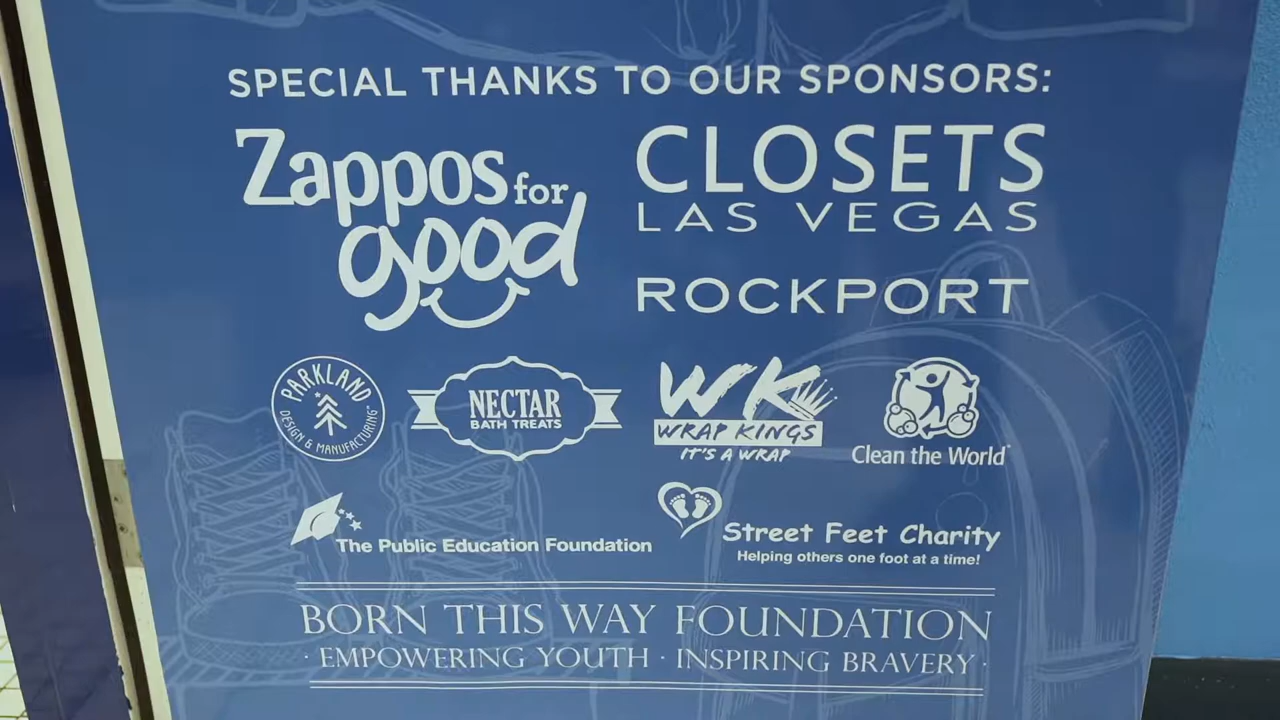 SPECIAL THANKS TO OUR SPONSORS:
Zappos for
good
CLOSETS
LAS VEGAS
ROCKPORT
PARKLAND
DESIGN & MANUFACTURING
NECTAR
BATH TREATS
WK
WRAP KINGS
IT'S A WRAP
Clean the World
The Public Education Foundation
Street Feet Charity
Helping others one foot at a time!
BORN THIS WAY FOUNDATION
· EMPOWERING YOUTH · INSPIRING BRAVERY ·